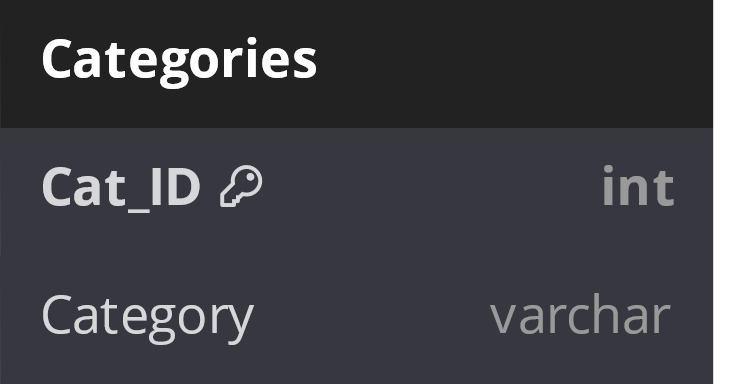 Categories
Cat_ID int
Category varchar